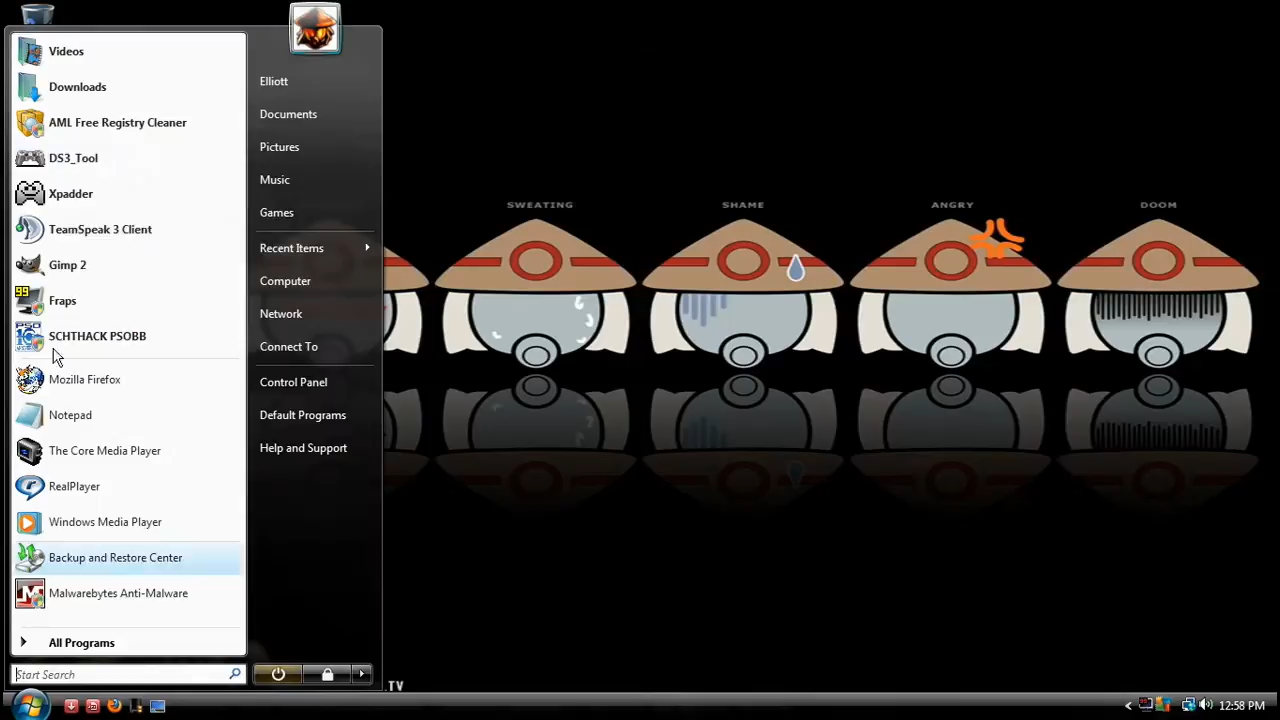 Videos
Downloads
AML Free Registry Cleaner
DS3_Tool
Xpadder
TeamSpeak 3 Client
Gimp 2
99
Fraps
PSO
SCHTHACK PSOBB
Mozilla Firefox
Notepad
The Core Media Player
RealPlayer
Windows Media Player
Backup and Restore Center
Malwarebytes Anti-Malware
All Programs
Start Search
Elliott
Documents
Pictures
Music
Games
Recent Items
Computer
Network
Connect To
Control Panel
Default Programs
Help and Support
SWEATING SHAME ANGRY DOOM
.TV
12:58 PM